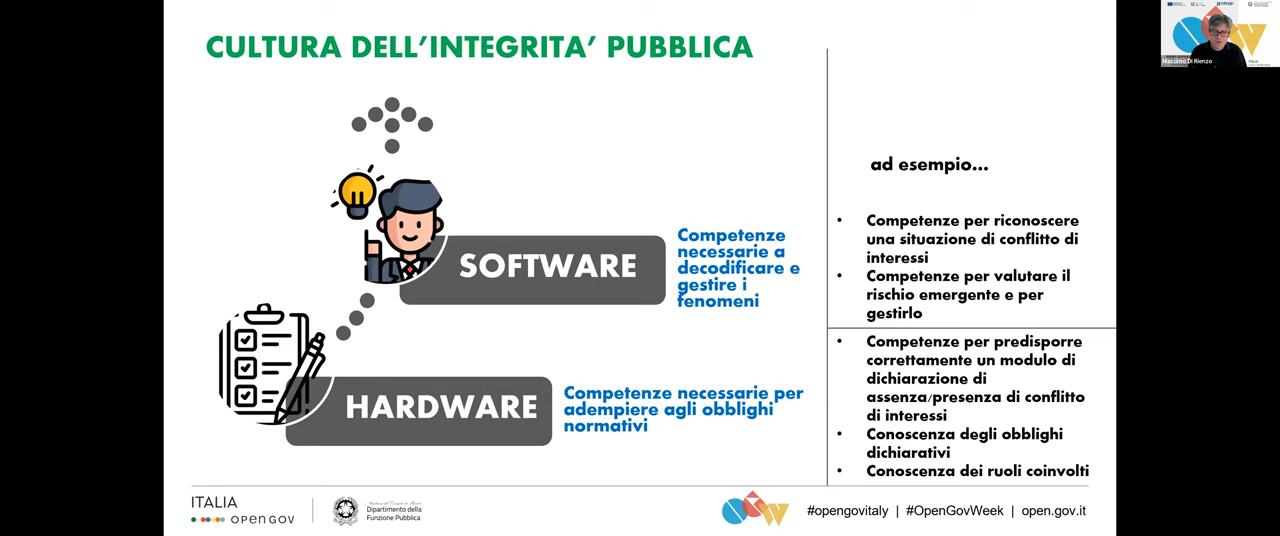 CULTURA DELL'INTEGRITA' PUBBLICA
SOFTWARE
Competenze
necessarie a
decodificare e
gestire i
fenomeni
HARDWARE
Competenze necessarie per
adempiere agli obblighi
normativi
ad esempio...
• Competenze per riconoscere
una situazione di conflitto di
interessi
• Competenze per valutare il
rischio emergente e per
gestirlo
• Competenze per predisporre
correttamente un modulo di
dichiarazione di
assenza/presenza di conflitto
di interessi
• Conoscenza degli obblighi
dichiarativi
• Conoscenza dei ruoli coinvolti
ITALIA
OPEN GOV
Dipartimento della
Funzione Pubblica
#opengovitaly | #OpenGovWeek | open.gov.it
Massimo Di Rienzo